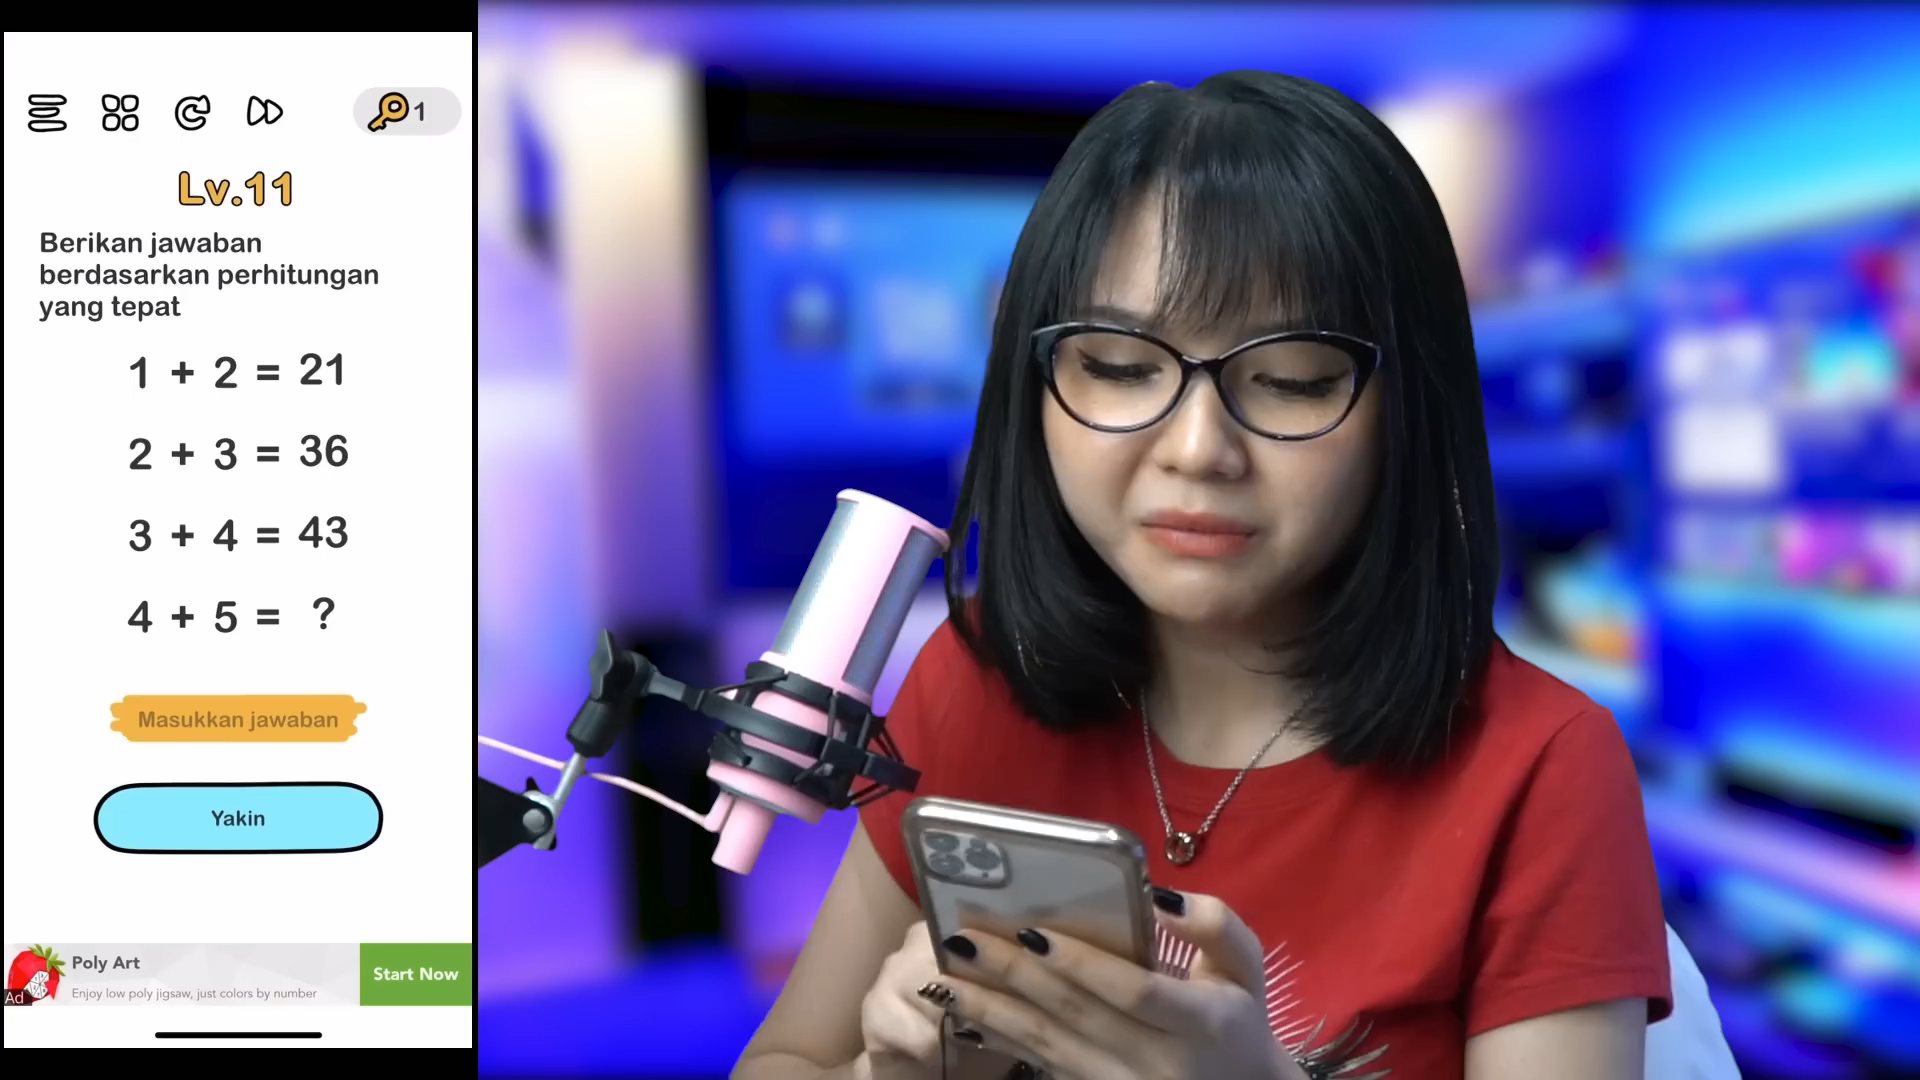 1
Lv.11
Berikan jawaban
berdasarkan perhitungan
yang tepat
1 + 2 = 21
2 + 3 = 36
3 + 4 = 43
4 + 5 = ?
Masukkan jawaban
Yakin
Poly Art
Enjoy low poly jigsaw, just colors by number
Ad
Start Now